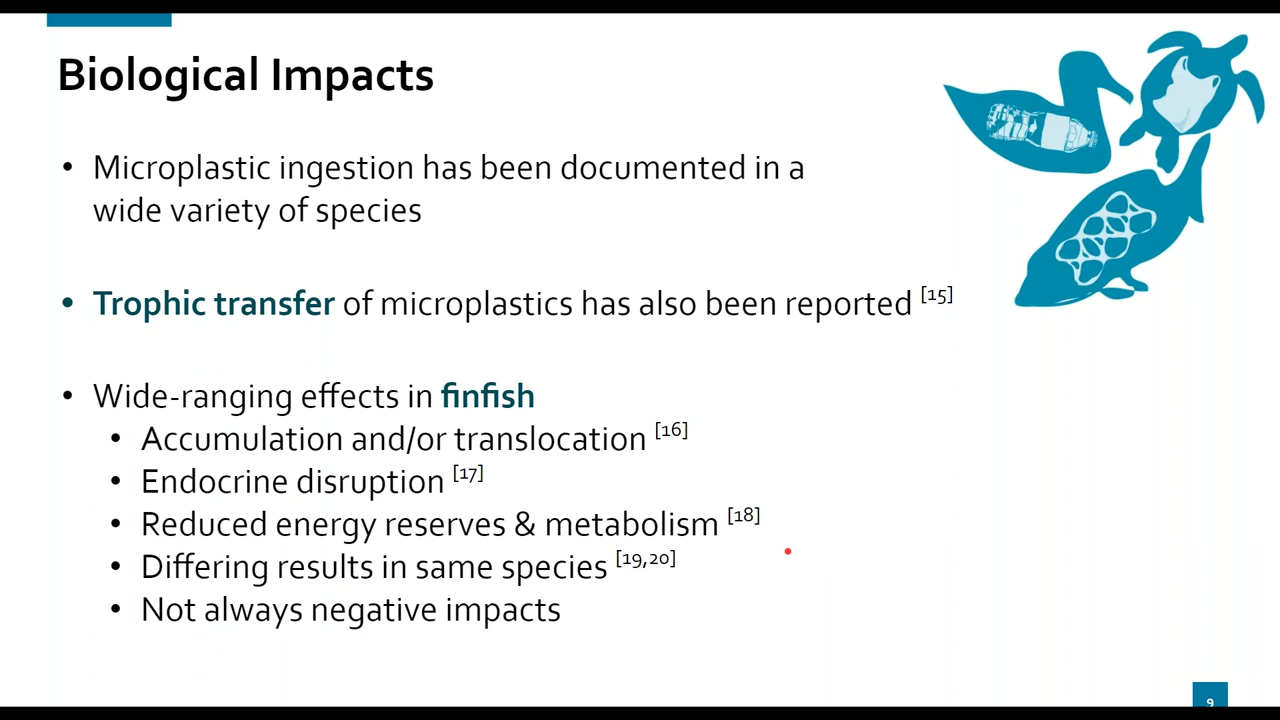 Biological Impacts
• Microplastic ingestion has been documented in a
wide variety of species
• Trophic transfer of microplastics has also been reported [15]
• Wide-ranging effects in finfish
• Accumulation and/or translocation [16]
• Endocrine disruption [17]
• Reduced energy reserves & metabolism [18]
• Differing results in same species [19,20]
• Not always negative impacts
9